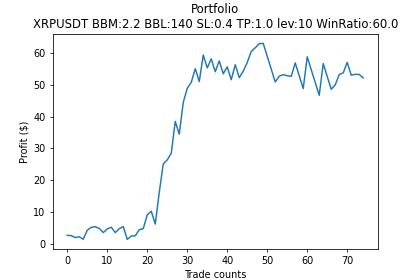 Portfolio
XRPUSDT BBM:2.2 BBL:140 SL:0.4 TP:1.0 lev:10 WinRatio:60.0
60
50
40
30
20
10
0
Profit ($)
0 10 20 30 40 50 60 70
Trade counts